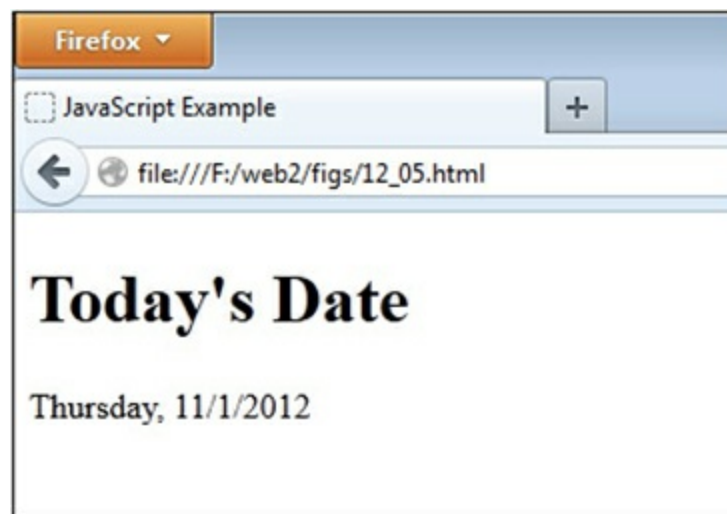 Firefox
JavaScript Example
file:///F:/web2/figs/12_05.html
Today's Date
Thursday, 11/1/2012